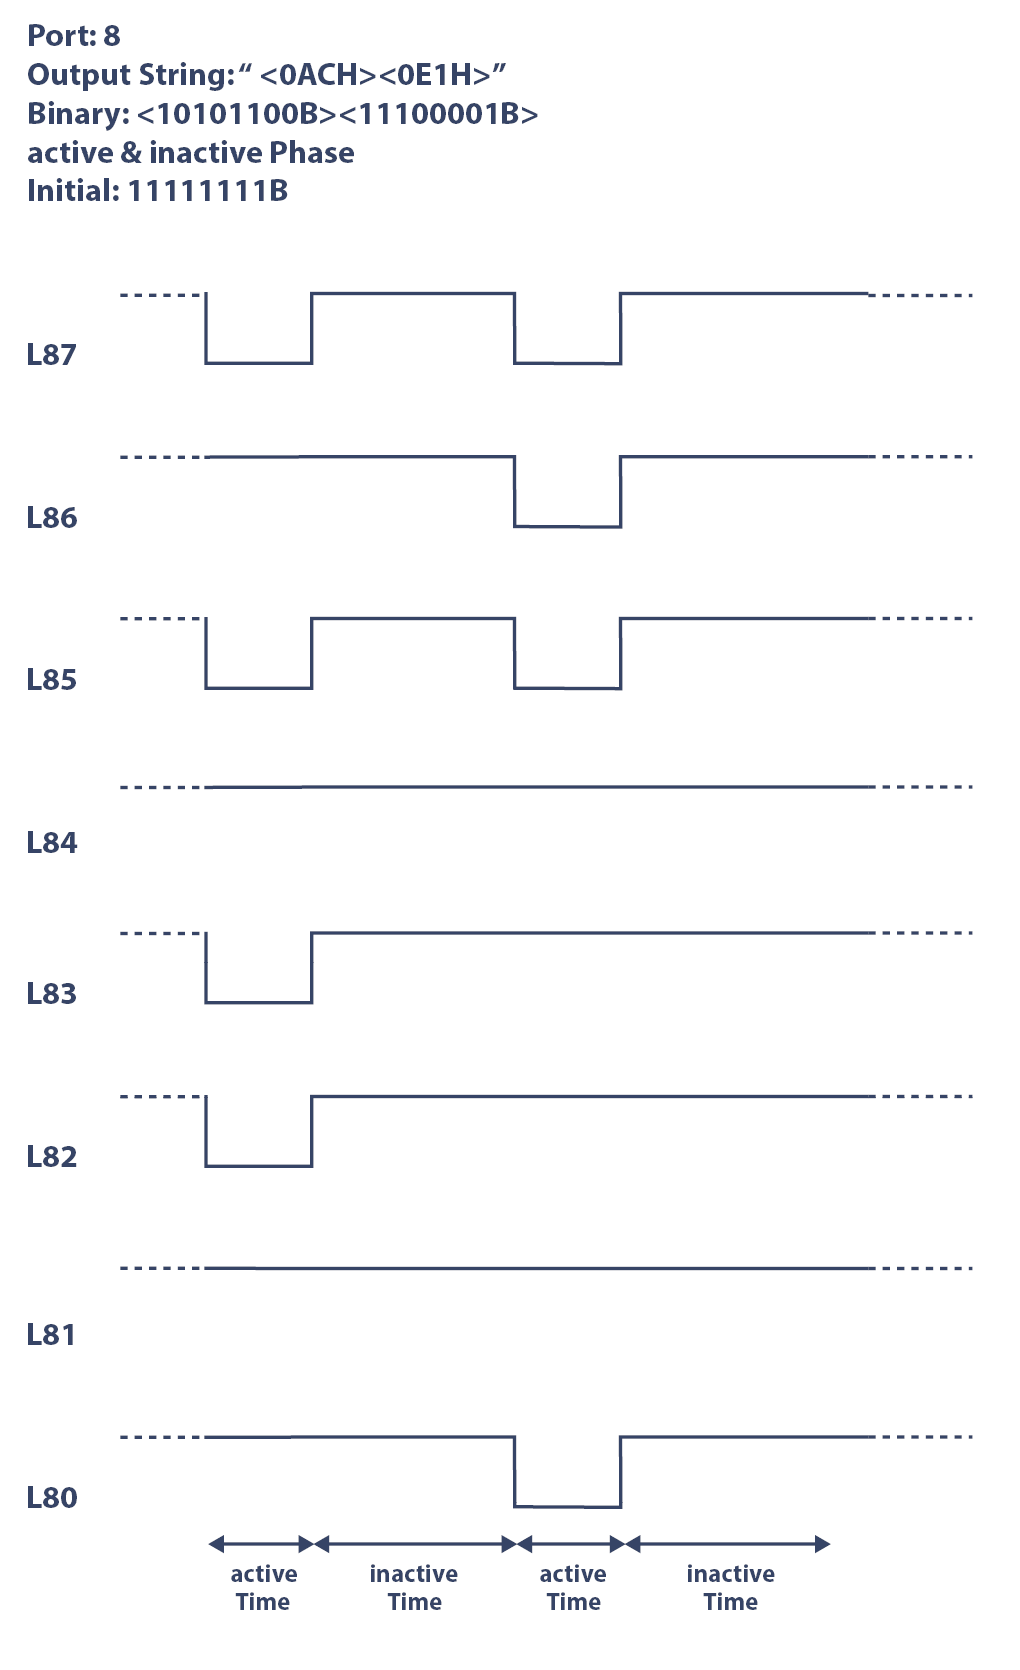 Port: 8
Output String: “ <0ACH><0E1H>”
Binary: <10101100B><11100001B>
active & inactive Phase
Initial: 11111111B
L87
L86
L85
L84
L83
L82
L81
L80
active
Time
inactive
Time
active
Time
inactive
Time